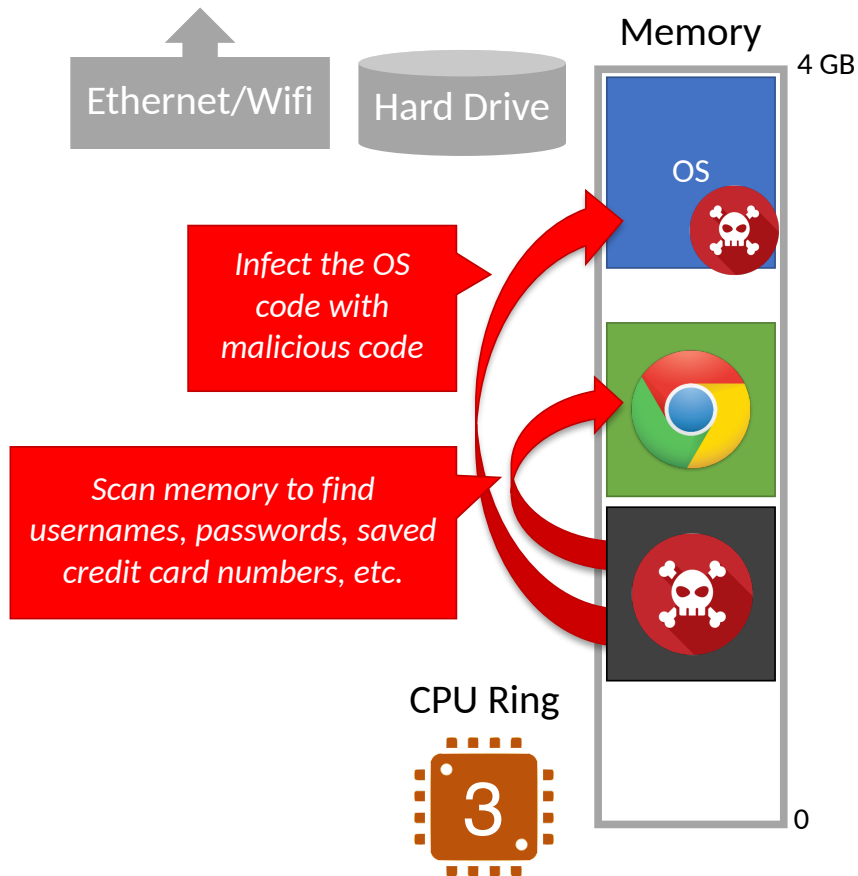 Memory
4 GB
Ethernet/Wifi
Hard Drive
OS
Infect the OS
code with
malicious code
Scan memory to find
usernames, passwords, saved
credit card numbers, etc.
CPU Ring
3
0